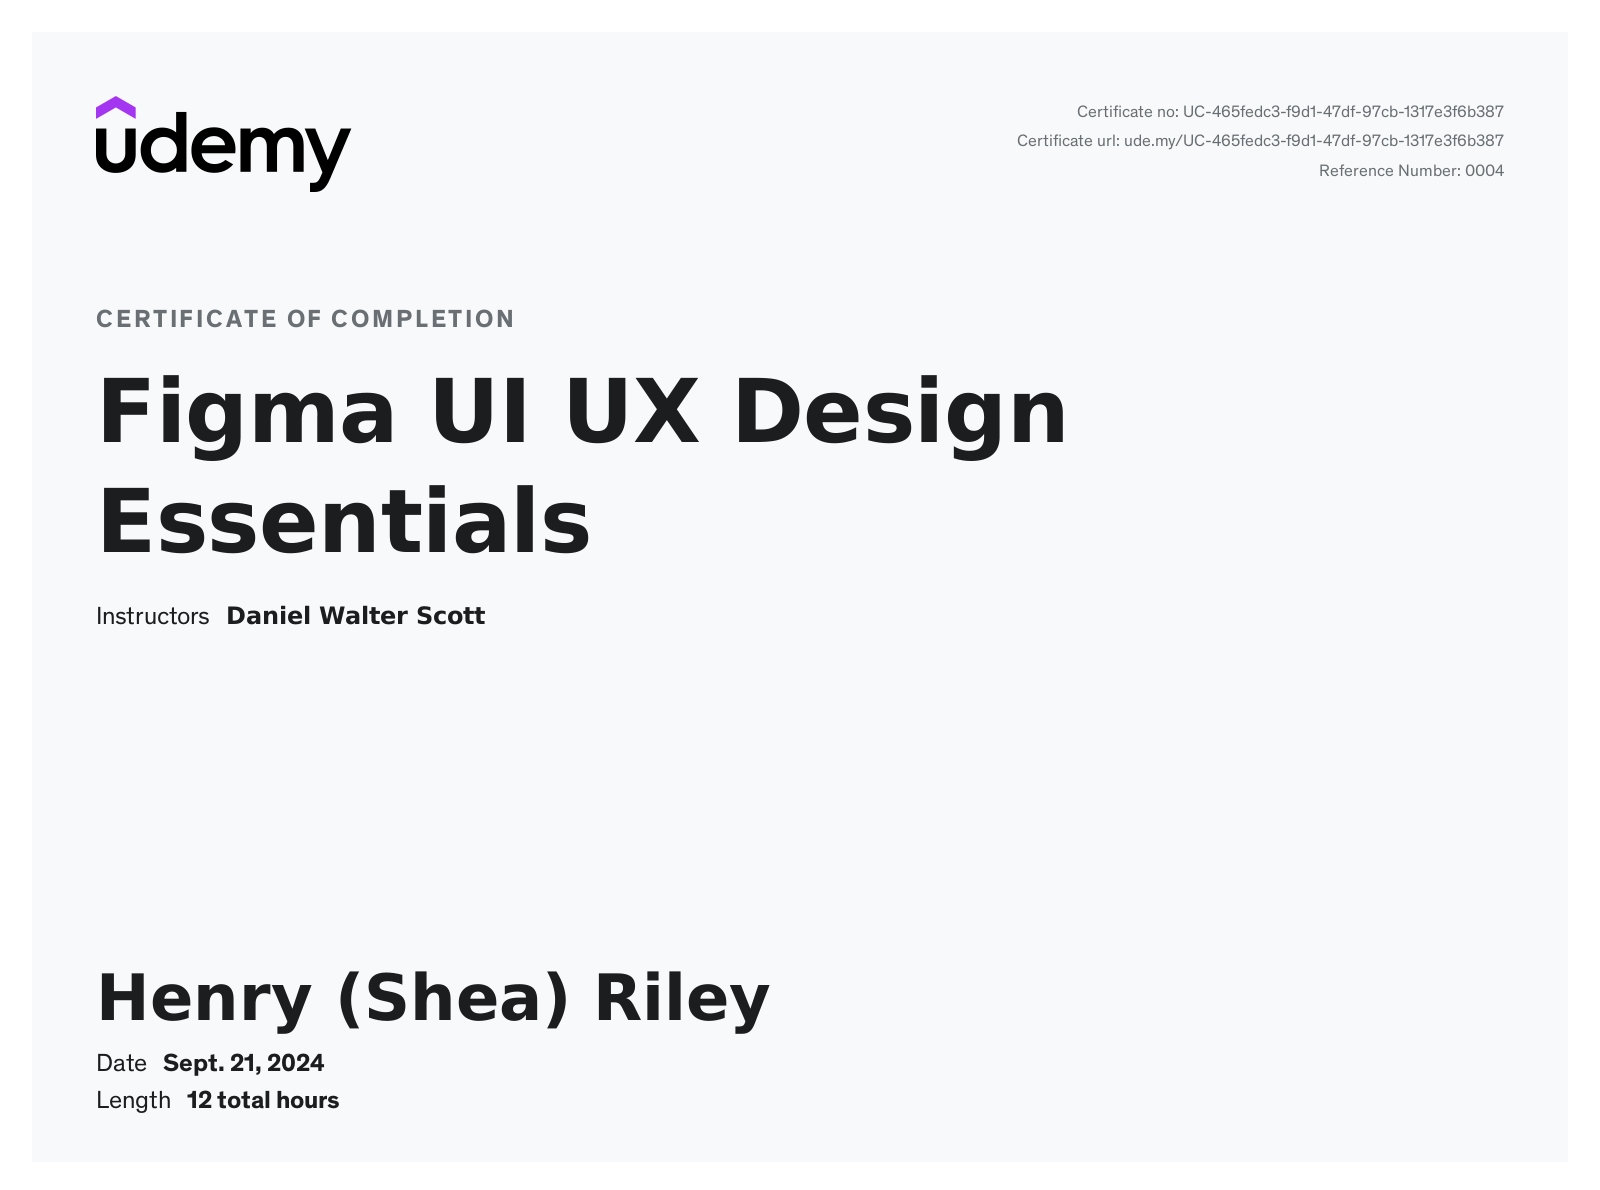 udemy
Certificate no: UC-465fedc3-f9d1-47df-97cb-1317e3f6b387
Certificate url: ude.my/UC-465fedc3-f9d1-47df-97cb-1317e3f6b387
Reference Number: 0004
CERTIFICATE OF COMPLETION
Figma UI UX Design
Essentials
Instructors Daniel Walter Scott
Henry (Shea) Riley
Date Sept. 21, 2024
Length 12 total hours